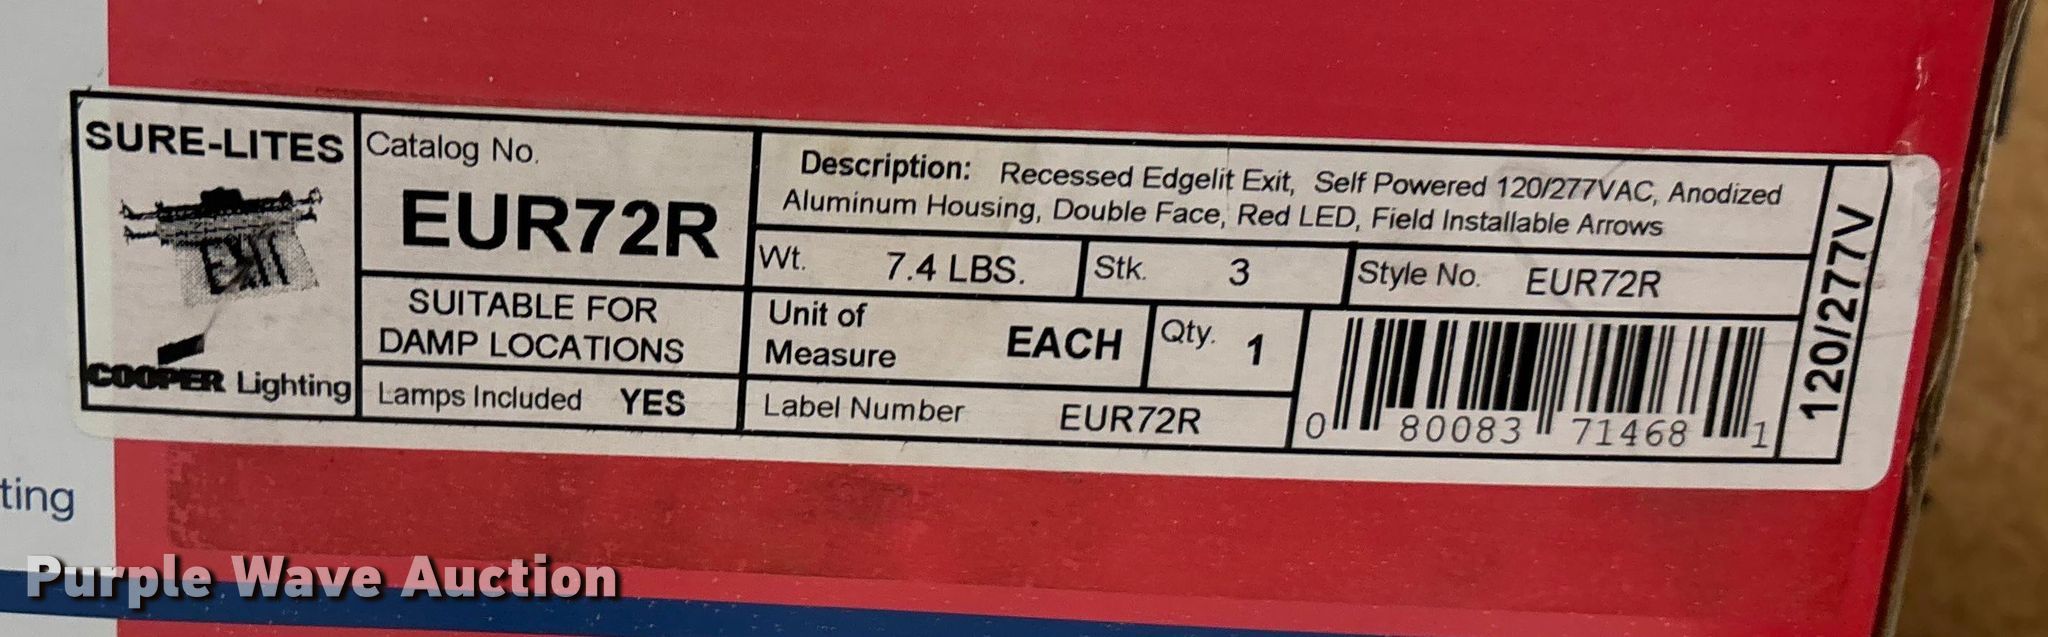 SURE-LITES
EXIT
COOPER Lighting
Catalog No.
EUR72R
SUITABLE FOR
DAMP LOCATIONS
Lamps Included YES
Description: Recessed Edgelit Exit, Self Powered 120/277VAC, Anodized
Aluminum Housing, Double Face, Red LED, Field Installable Arrows
Wt. 7.4 LBS.
Stk. 3
Style No. EUR72R
Unit of
Measure
EACH
Qty. 1
Label Number EUR72R
0 80083 71468 1
120/277V
ting
Purple Wave Auction